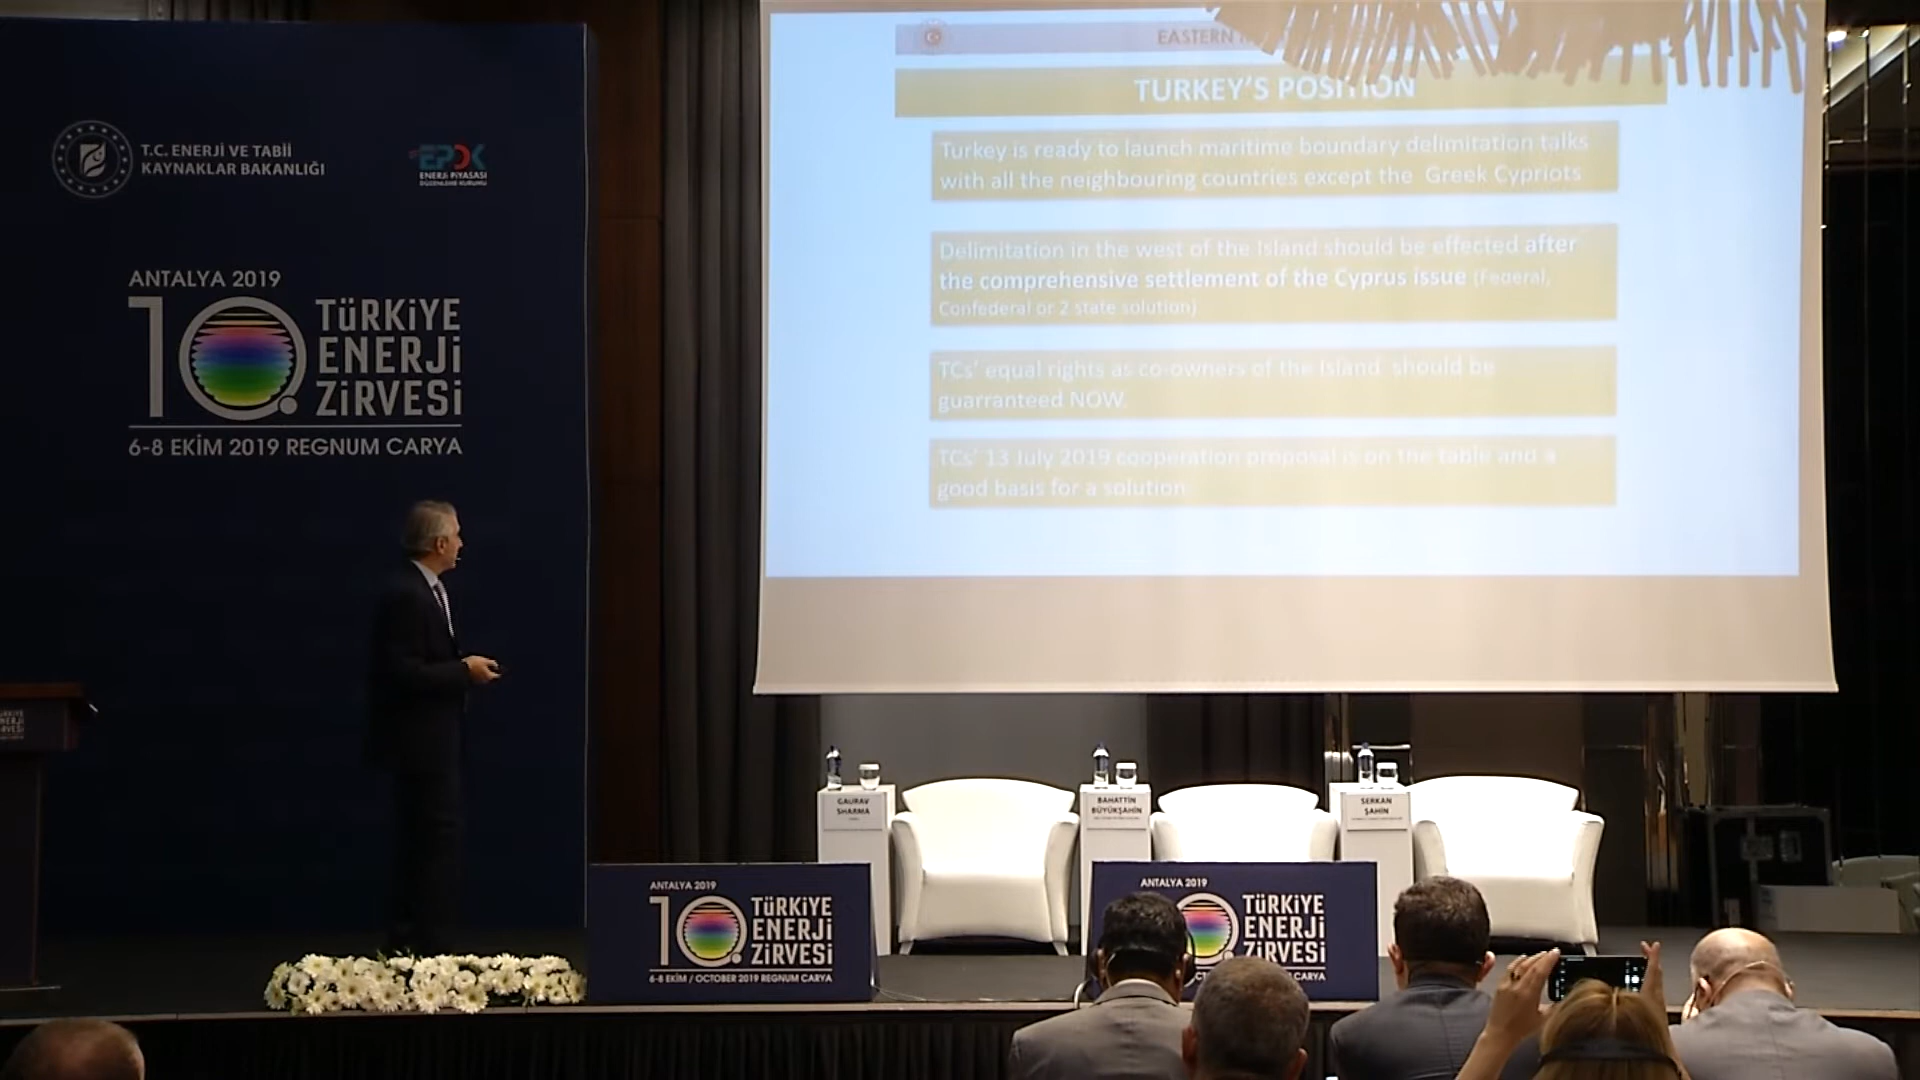 EASTERN
TURKEY'S POSITION
Turkey is ready to launch maritime boundary delimitation talks
with all the neighbouring countries except the Greek Cypriots
Delimitation in the west of the Island should be effected after
the comprehensive settlement of the Cyprus issue (Federal,
Confederal or 2 state solution)
TCs' equal rights as co-owners of the Island should be
guarranteed NOW.
TCs' 13 July 2019 cooperation proposal is on the table and a
good basis for a solution
T.C. ENERJİ VE TABİİ
KAYNAKLAR BAKANLIĞI
EPDK
ENERJİ PİYASASI
DÜZENLEME KURUMU
ANTALYA 2019
10.
TÜRKİYE
ENERJİ
ZİRVESİ
6-8 EKİM 2019 REGNUM CARYA
GAURAV
SHARMA
BAHATTİN
BÜYÜKŞAHİN
SERKAN
ŞAHİN
ANTALYA 2019
10.
TÜRKİYE
ENERJİ
ZİRVESİ
6-8 EKİM / OCTOBER 2019 REGNUM CARYA
ANTALYA 2019
TÜRKİYE
ENERJİ
ZİRVESİ
CARYA